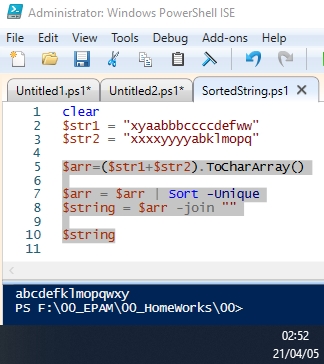 Administrator: Windows PowerShell ISE
File Edit View Tools Debug Add-ons Help
Untitled1.ps1* Untitled2.ps1* SortedString.ps1
1 clear
2 $str1 = "xyaabbbccccdefww"
3 $str2 = "xxxxyyyyabklmopq"
4
5 $arr=($str1+$str2).ToCharArray()
6
7 $arr = $arr | Sort -Unique
8 $string = $arr -join ""
9
10 $string
11
abcdefklmopqwxy
PS F:\00_EPAM\00_HomeWorks\00>
02:52
21/04/05